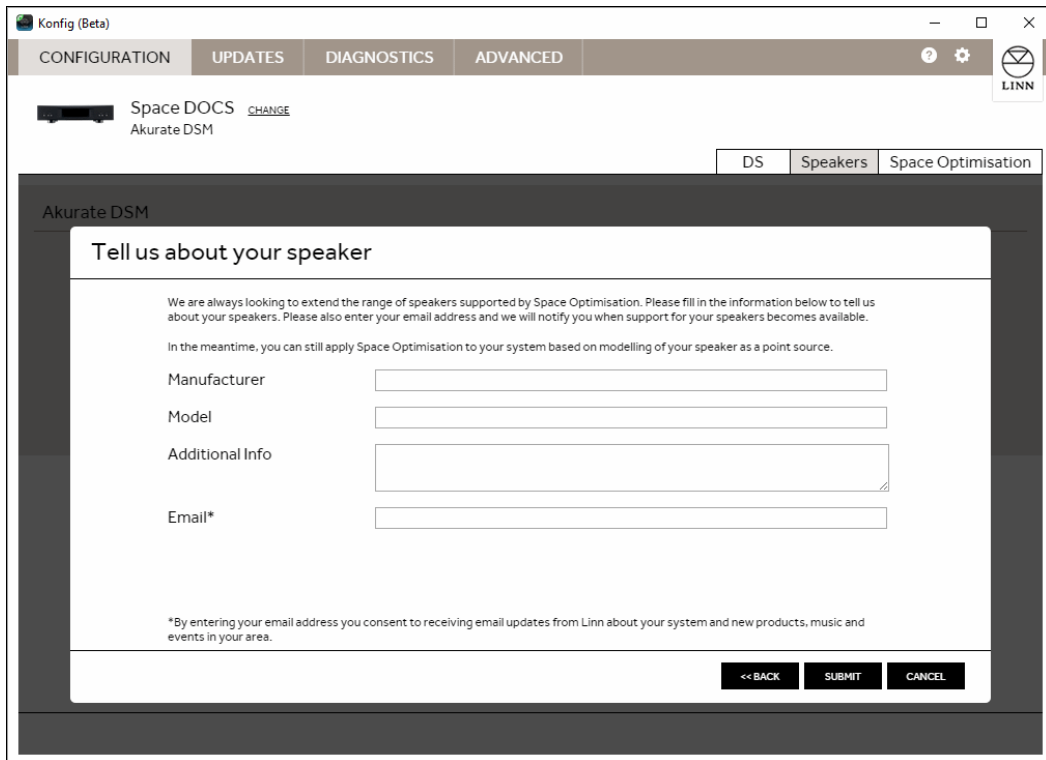 Konfig (Beta)
CONFIGURATION UPDATES DIAGNOSTICS ADVANCED
LINN
Space DOCS CHANGE
Akurate DSM
DS Speakers Space Optimisation
Akurate DSM
Tell us about your speaker
We are always looking to extend the range of speakers supported by Space Optimisation. Please fill in the information below to tell us
about your speakers. Please also enter your email address and we will notify you when support for your speakers becomes available.
In the meantime, you can still apply Space Optimisation to your system based on modelling of your speaker as a point source.
Manufacturer
Model
Additional Info
Email*
*By entering your email address you consent to receiving email updates from Linn about your system and new products, music and
events in your area.
<< BACK SUBMIT CANCEL